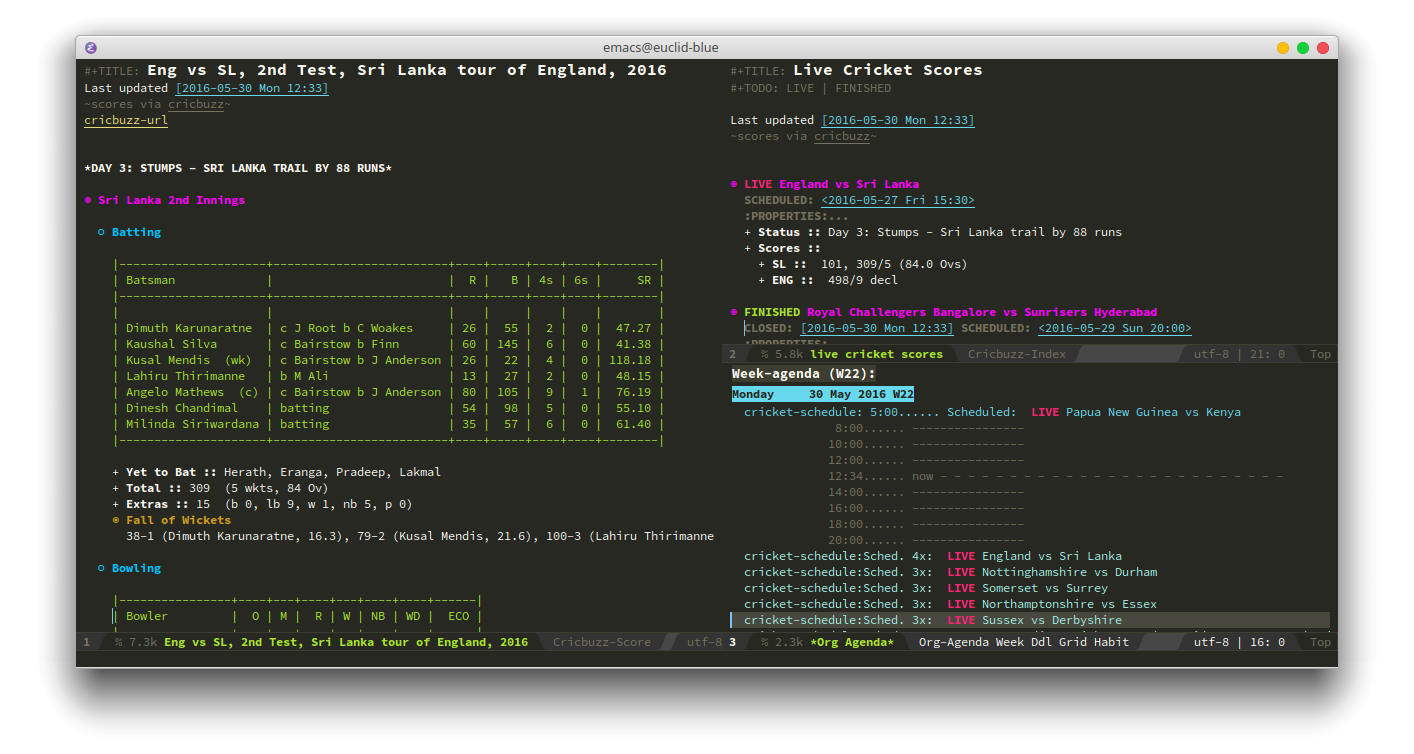 emacs@euclid-blue
#+TITLE: Eng vs SL, 2nd Test, Sri Lanka tour of England, 2016
Last updated [2016-05-30 Mon 12:33]
~scores via cricbuzz~
cricbuzz-url
*DAY 3: STUMPS - SRI LANKA TRAIL BY 88 RUNS*
Sri Lanka 2nd Innings
Batting
|---------------------+-------------------------+----+-----+----+----+--------|
| Batsman | | R | B | 4s | 6s | SR |
|---------------------+-------------------------+----+-----+----+----+--------|
| | | | | | | |
| Dimuth Karunaratne | c J Root b C Woakes | 26 | 55 | 2 | 0 | 47.27 |
| Kaushal Silva | c Bairstow b Finn | 60 | 145 | 6 | 0 | 41.38 |
| Kusal Mendis (wk) | c Bairstow b J Anderson | 26 | 22 | 4 | 0 | 118.18 |
| Lahiru Thirimanne | b M Ali | 13 | 27 | 2 | 0 | 48.15 |
| Angelo Mathews (c) | c Bairstow b J Anderson | 80 | 105 | 9 | 1 | 76.19 |
| Dinesh Chandimal | batting | 54 | 98 | 5 | 0 | 55.10 |
| Milinda Siriwardana | batting | 35 | 57 | 6 | 0 | 61.40 |
|---------------------+-------------------------+----+-----+----+----+--------|
+ Yet to Bat :: Herath, Eranga, Pradeep, Lakmal
+ Total :: 309 (5 wkts, 84 Ov)
+ Extras :: 15 (b 0, lb 9, w 1, nb 5, p 0)
Fall of Wickets
38-1 (Dimuth Karunaratne, 16.3), 79-2 (Kusal Mendis, 21.6), 100-3 (Lahiru Thirimanne
Bowling
|----------------+----+---+-----+---+----+----+------|
| Bowler | O | M | R | W | NB | WD | ECO |
1 % 7.3k Eng vs SL, 2nd Test, Sri Lanka tour of England, 2016 Cricbuzz-Score utf-8
#+TITLE: Live Cricket Scores
#+TODO: LIVE | FINISHED
Last updated [2016-05-30 Mon 12:33]
~scores via cricbuzz~
LIVE England vs Sri Lanka
SCHEDULED: <2016-05-27 Fri 15:30>
:PROPERTIES:...
+ Status :: Day 3: Stumps - Sri Lanka trail by 88 runs
+ Scores ::
+ SL :: 101, 309/5 (84.0 Ovs)
+ ENG :: 498/9 decl
FINISHED Royal Challengers Bangalore vs Sunrisers Hyderabad
CLOSED: [2016-05-30 Mon 12:33] SCHEDULED: <2016-05-29 Sun 20:00>
:PROPERTIES:
2 % 5.8k live cricket scores Cricbuzz-Index utf-8 | 21: 0 Top
Week-agenda (W22):
Monday 30 May 2016 W22
cricket-schedule: 5:00...... Scheduled: LIVE Papua New Guinea vs Kenya
8:00...... ----------------
10:00...... ----------------
12:00...... ----------------
12:34...... now - - - - - - - - - - - - - - - - - - - - - - - - -
14:00...... ----------------
16:00...... ----------------
18:00...... ----------------
20:00...... ----------------
cricket-schedule:Sched. 4x: LIVE England vs Sri Lanka
cricket-schedule:Sched. 3x: LIVE Nottinghamshire vs Durham
cricket-schedule:Sched. 3x: LIVE Somerset vs Surrey
cricket-schedule:Sched. 3x: LIVE Northamptonshire vs Essex
cricket-schedule:Sched. 3x: LIVE Sussex vs Derbyshire
3 % 2.3k *Org Agenda* Org-Agenda Week Ddl Grid Habit utf-8 | 16: 0 Top